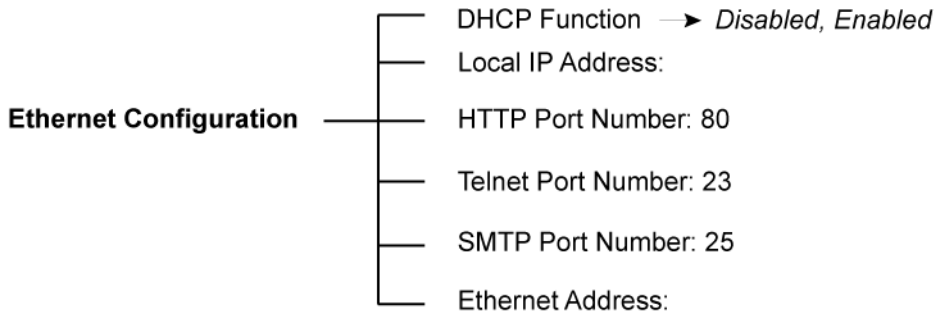 DHCP Function → Disabled, Enabled
Local IP Address:
Ethernet Configuration
HTTP Port Number: 80
Telnet Port Number: 23
SMTP Port Number: 25
Ethernet Address: